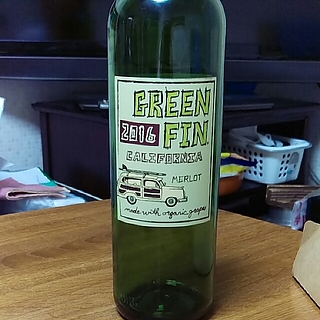 GREEN
2016 FIN
CALIFORNIA
MERLOT
made with organic grapes